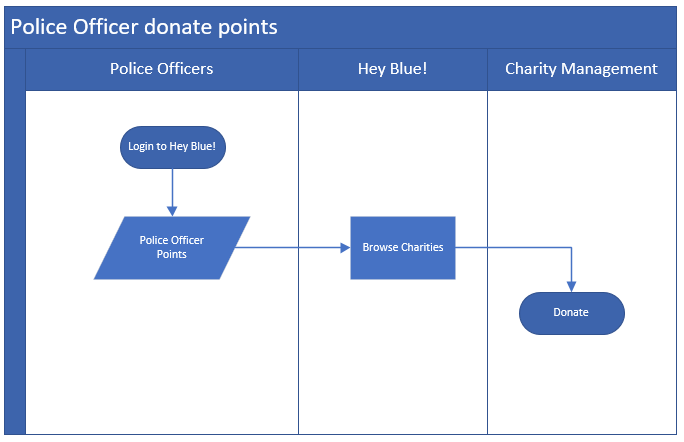 Police Officer donate points
Police Officers
Hey Blue!
Charity Management
Login to Hey Blue!
Police Officer
Points
Browse Charities
Donate